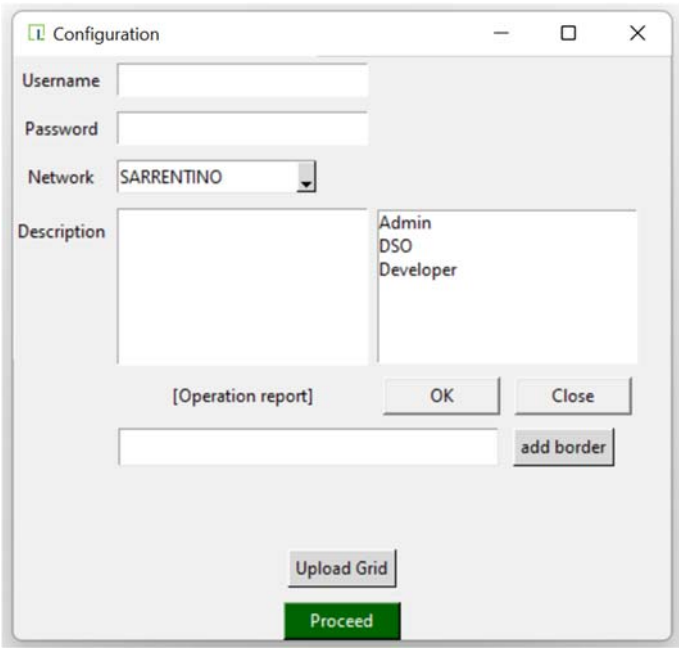 Configuration
Username
Password
Network SARRENTINO
Description
Admin
DSO
Developer
[Operation report] OK Close
add border
Upload Grid
Proceed